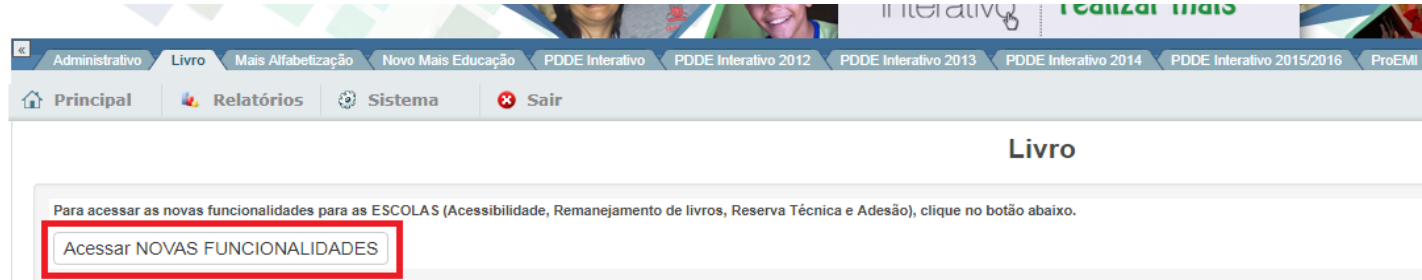 interativo realizar mais
« Administrativo Livro Mais Alfabetização Novo Mais Educação PDDE Interativo PDDE Interativo 2012 PDDE Interativo 2013 PDDE Interativo 2014 PDDE Interativo 2015/2016 ProEMI
Principal Relatórios Sistema Sair
Livro
Para acessar as novas funcionalidades para as ESCOLAS (Acessibilidade, Remanejamento de livros, Reserva Técnica e Adesão), clique no botão abaixo.
Acessar NOVAS FUNCIONALIDADES